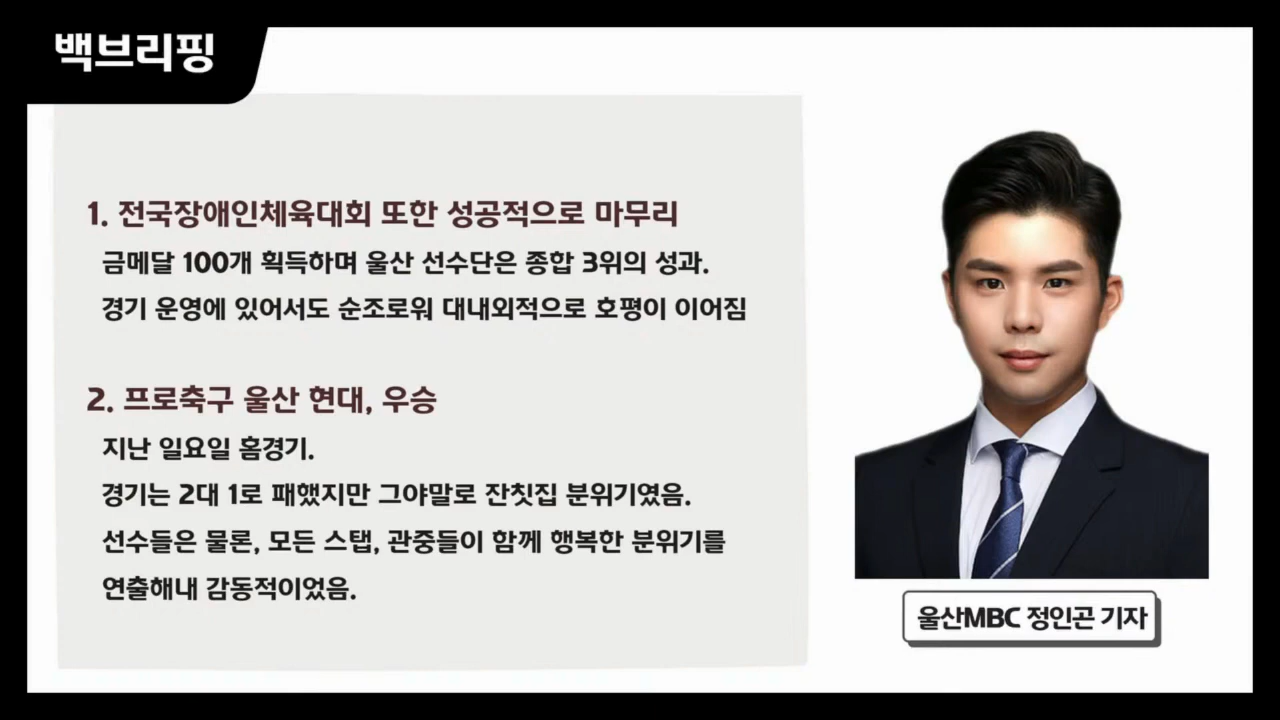 백브리핑
1. 전국장애인체육대회 또한 성공적으로 마무리
금메달 100개 획득하며 울산 선수단은 종합 3위의 성과.
경기 운영에 있어서도 순조로워 대내외적으로 호평이 이어짐
2. 프로축구 울산 현대, 우승
지난 일요일 홈경기.
경기는 2대 1로 패했지만 그야말로 잔칫집 분위기였음.
선수들은 물론, 모든 스탭, 관중들이 함께 행복한 분위기를
연출해내 감동적이었음.
울산MBC 정인곤 기자